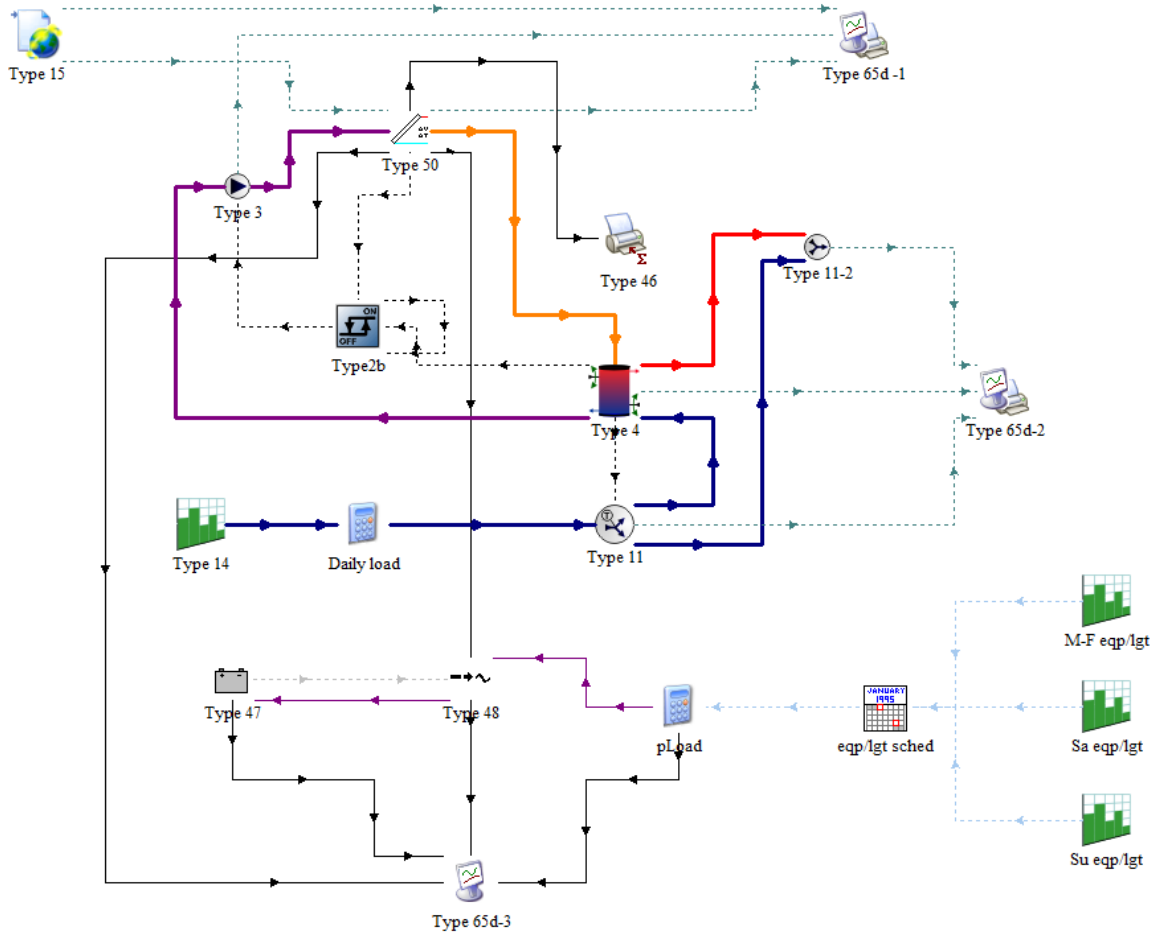 Type 15
Type 65d -1
Type 50
Type 3
Type 46
Type 11-2
ON
OFF
Type2b
Type 4
Type 65d-2
Type 14
Daily load
Type 11
M-F eqp/lgt
Type 47
Type 48
pLoad
JANUARY
1995
eqp/lgt sched
Sa eqp/lgt
Su eqp/lgt
Type 65d-3